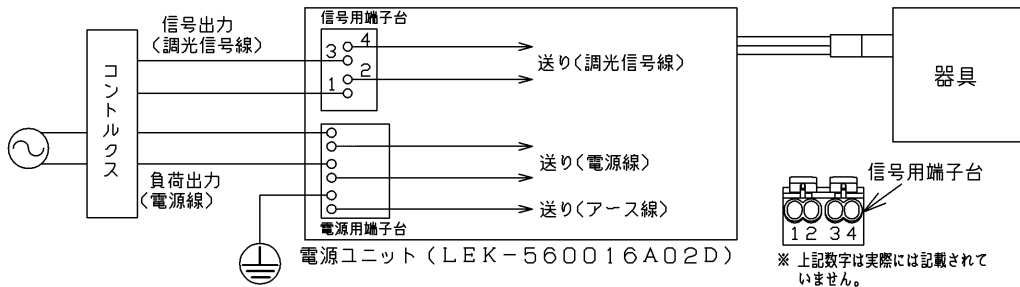 信号出力
(調光信号線)
コントルクス
負荷出力
(電源線)
信号用端子台
4
3
2
1
送り(調光信号線)
送り(電源線)
送り(アース線)
電源用端子台
電源ユニット(LEK-560016A02D)
器具
信号用端子台
1 2 3 4
※ 上記数字は実際には記載されて
いません。